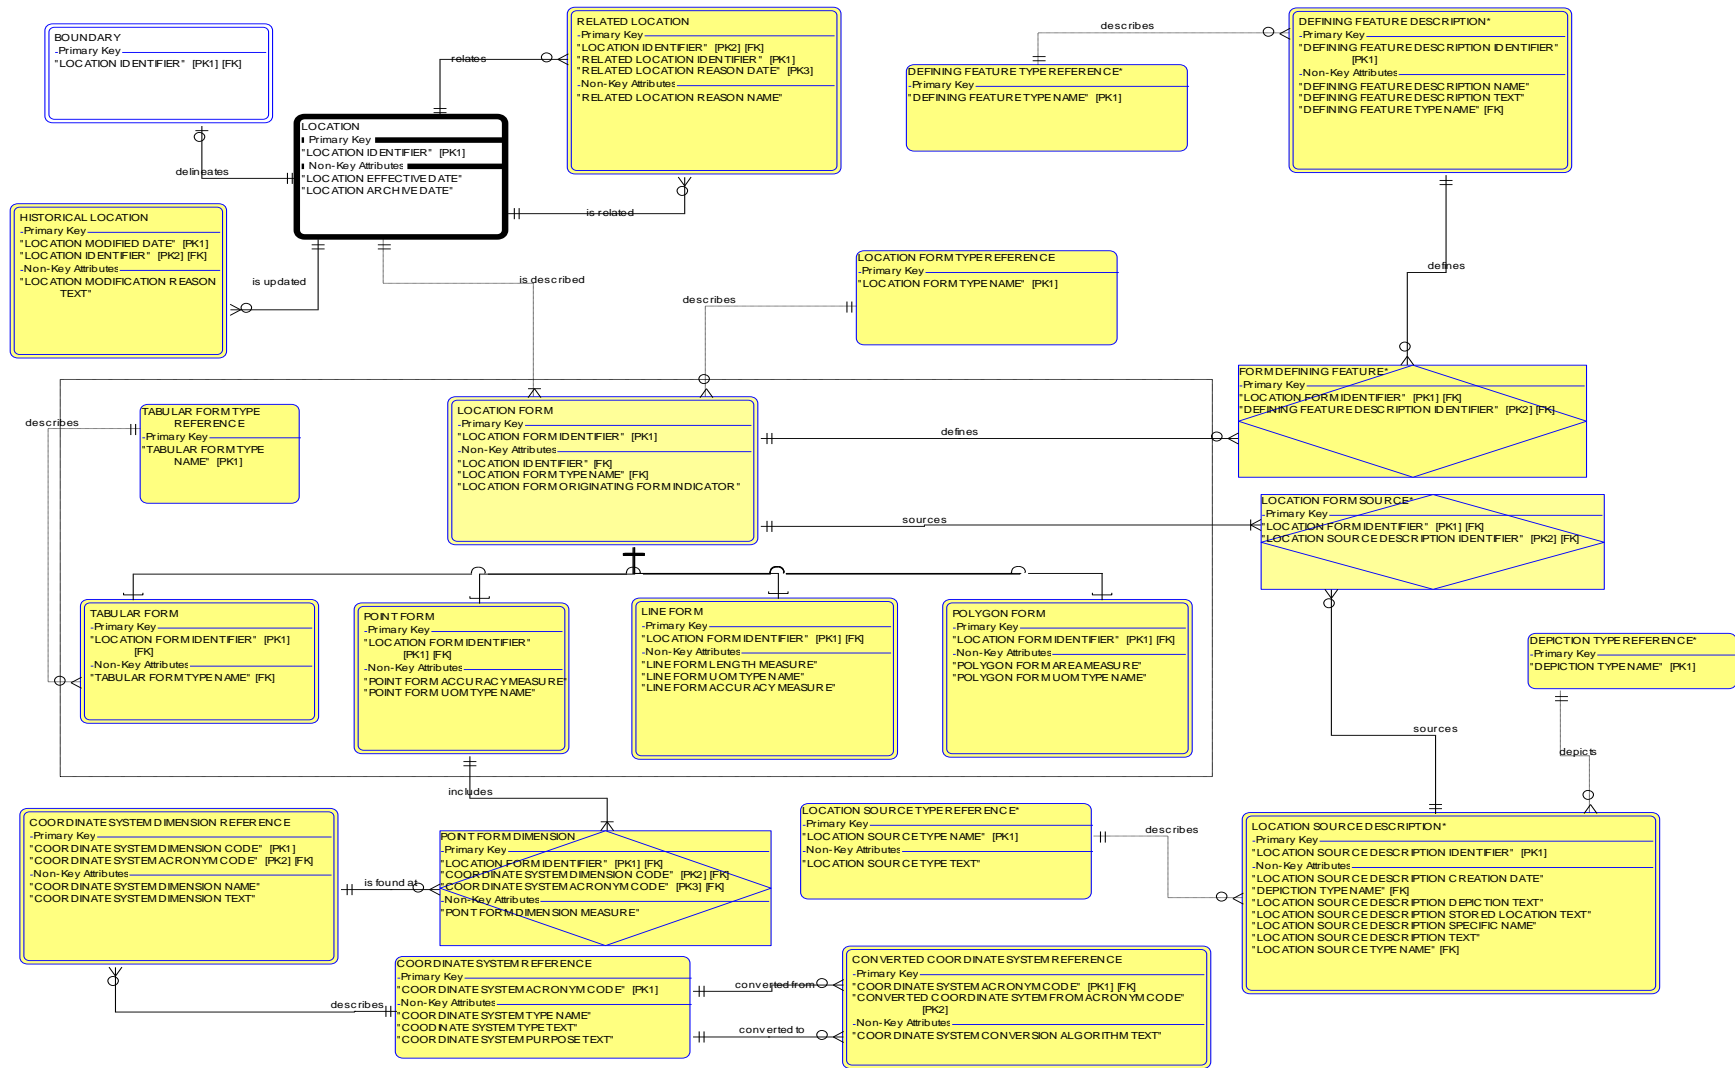 BOUNDARY
-Primary Key
"LOCATION IDENTIFIER" [PK1] [FK]
RELATED LOCATION
-Primary Key
"LOCATION IDENTIFIER" [PK2] [FK]
"RELATED LOCATION IDENTIFIER" [PK1]
"RELATED LOCATION REASON DATE" [PK3]
-Non-Key Attributes
"RELATED LOCATION REASON NAME"
describes
DEFINING FEATURE TYPE REFERENCE*
-Primary Key
"DEFINING FEATURE TYPE NAME" [PK1]
DEFINING FEATURE DESCRIPTION*
-Primary Key
"DEFINING FEATURE DESCRIPTION IDENTIFIER"
[PK1]
-Non-Key Attributes
"DEFINING FEATURE DESCRIPTION NAME"
"DEFINING FEATURE DESCRIPTION TEXT"
"DEFINING FEATURE TYPE NAME" [FK]
relates
LOCATION
Primary Key
"LOCATION IDENTIFIER" [PK1]
Non-Key Attributes
"LOCATION EFFECTIVE DATE"
"LOCATION ARCHIVE DATE"
delineates
is related
HISTORICAL LOCATION
-Primary Key
"LOCATION MODIFIED DATE" [PK1]
"LOCATION IDENTIFIER" [PK2] [FK]
-Non-Key Attributes
"LOCATION MODIFICATION REASON
TEXT"
is updated
is described
describes
LOCATION FORM TYPE REFERENCE
-Primary Key
"LOCATION FORM TYPE NAME" [PK1]
defines
FORM DEFINING FEATURE*
-Primary Key
"LOCATION FORM IDENTIFIER" [PK1] [FK]
"DEFINING FEATURE DESCRIPTION IDENTIFIER" [PK2] [FK]
describes
TABULAR FORM TYPE
REFERENCE
-Primary Key
"TABULAR FORM TYPE
NAME" [PK1]
LOCATION FORM
-Primary Key
"LOCATION FORM IDENTIFIER" [PK1]
-Non-Key Attributes
"LOCATION IDENTIFIER" [FK]
"LOCATION FORM TYPE NAME" [FK]
"LOCATION FORM ORIGINATING FORM INDICATOR"
defines
sources
LOCATION FORM SOURCE*
-Primary Key
"LOCATION FORM IDENTIFIER" [PK1] [FK]
"LOCATION SOURCE DESCRIPTION IDENTIFIER" [PK2] [FK]
TABULAR FORM
-Primary Key
"LOCATION FORM IDENTIFIER" [PK1]
[FK]
-Non-Key Attributes
"TABULAR FORM TYPE NAME" [FK]
POINT FORM
-Primary Key
"LOCATION FORM IDENTIFIER"
[PK1] [FK]
-Non-Key Attributes
"POINT FORM ACCURACY MEASURE"
"POINT FORM UOM TYPE NAME"
LINE FORM
-Primary Key
"LOCATION FORM IDENTIFIER" [PK1] [FK]
-Non-Key Attributes
"LINE FORM LENGTH MEASURE"
"LINE FORM UOM TYPE NAME"
"LINE FORM ACCURACY MEASURE"
POLYGON FORM
-Primary Key
"LOCATION FORM IDENTIFIER" [PK1] [FK]
-Non-Key Attributes
"POLYGON FORM AREA MEASURE"
"POLYGON FORM UOM TYPE NAME"
DEPICTION TYPE REFERENCE*
-Primary Key
"DEPICTION TYPE NAME" [PK1]
sources
depicts
includes
COORDINATE SYSTEM DIMENSION REFERENCE
-Primary Key
"COORDINATE SYSTEM DIMENSION CODE" [PK1]
"COORDINATE SYSTEM ACRONYM CODE" [PK2] [FK]
-Non-Key Attributes
"COORDINATE SYSTEM DIMENSION NAME"
"COORDINATE SYSTEM DIMENSION TEXT"
is found at
POINT FORM DIMENSION
-Primary Key
"LOCATION FORM IDENTIFIER" [PK1] [FK]
"COORDINATE SYSTEM DIMENSION CODE" [PK2] [FK]
"COORDINATE SYSTEM ACRONYM CODE" [PK3] [FK]
-Non-Key Attributes
"PONT FORM DIMENSION MEASURE"
LOCATION SOURCE TYPE REFERENCE*
-Primary Key
"LOCATION SOURCE TYPE NAME" [PK1]
-Non-Key Attributes
"LOCATION SOURCE TYPE TEXT"
describes
LOCATION SOURCE DESCRIPTION*
-Primary Key
"LOCATION SOURCE DESCRIPTION IDENTIFIER" [PK1]
-Non-Key Attributes
"LOCATION SOURCE DESCRIPTION CREATION DATE"
"DEPICTION TYPE NAME" [FK]
"LOCATION SOURCE DESCRIPTION DEPICTION TEXT"
"LOCATION SOURCE DESCRIPTION STORED LOCATION TEXT"
"LOCATION SOURCE DESCRIPTION SPECIFIC NAME"
"LOCATION SOURCE DESCRIPTION TEXT"
"LOCATION SOURCE TYPE NAME" [FK]
describes
COORDINATE SYSTEM REFERENCE
-Primary Key
"COORDINATE SYSTEM ACRONYM CODE" [PK1]
-Non-Key Attributes
"COORDINATE SYSTEM TYPE NAME"
"COODINATE SYSTEM TYPE TEXT"
"COORDINATE SYSTEM PURPOSE TEXT"
converted from
converted to
CONVERTED COORDINATE SYSTEM REFERENCE
-Primary Key
"COORDINATE SYSTEM ACRONYM CODE" [PK1] [FK]
"CONVERTED COORDINATE SYTEM FROM ACRONYM CODE"
[PK2]
-Non-Key Attributes
"COORDINATE SYSTEM CONVERSION ALGORITHM TEXT"